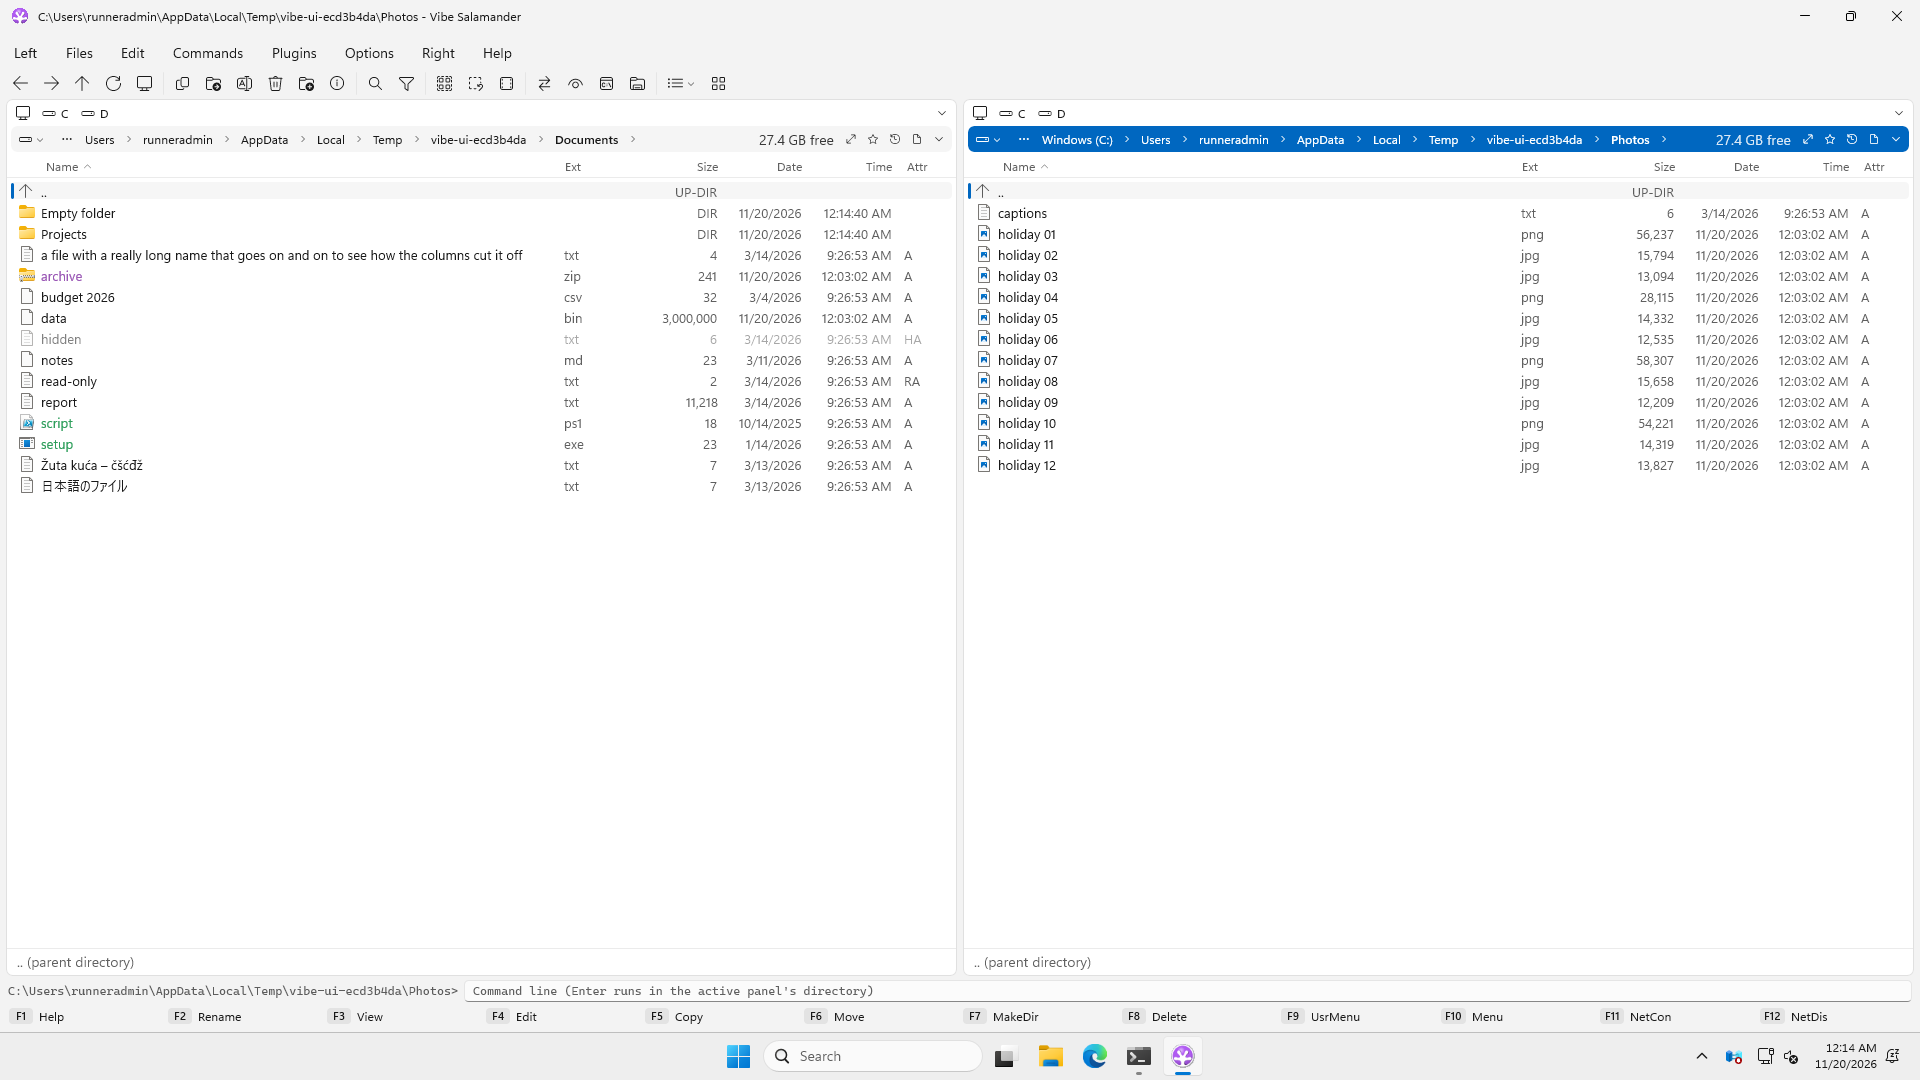 C:\Users\runneradmin\AppData\Local\Temp\vibe-ui-ecd3b4da\Photos - Vibe Salamander
Left Files Edit Commands Plugins Options Right Help
C D
Users runneradmin AppData Local Temp vibe-ui-ecd3b4da Documents 27.4 GB free
Name Ext Size Date Time Attr
.. UP-DIR
Empty folder DIR 11/20/2026 12:14:40 AM
Projects DIR 11/20/2026 12:14:40 AM
a file with a really long name that goes on and on to see how the columns cut it off txt 4 3/14/2026 9:26:53 AM A
archive zip 241 11/20/2026 12:03:02 AM A
budget 2026 csv 32 3/4/2026 9:26:53 AM A
data bin 3,000,000 11/20/2026 12:03:02 AM A
hidden txt 6 3/14/2026 9:26:53 AM HA
notes md 23 3/11/2026 9:26:53 AM A
read-only txt 2 3/14/2026 9:26:53 AM RA
report txt 11,218 3/14/2026 9:26:53 AM A
script ps1 18 10/14/2025 9:26:53 AM A
setup exe 23 1/14/2026 9:26:53 AM A
Žuta kuća – čšćđž txt 7 3/13/2026 9:26:53 AM A
日本語のファイル txt 7 3/13/2026 9:26:53 AM A
.. (parent directory)
C D
Windows (C:) Users runneradmin AppData Local Temp vibe-ui-ecd3b4da Photos 27.4 GB free
Name Ext Size Date Time Attr
.. UP-DIR
captions txt 6 3/14/2026 9:26:53 AM A
holiday 01 png 56,237 11/20/2026 12:03:02 AM A
holiday 02 jpg 15,794 11/20/2026 12:03:02 AM A
holiday 03 jpg 13,094 11/20/2026 12:03:02 AM A
holiday 04 png 28,115 11/20/2026 12:03:02 AM A
holiday 05 jpg 14,332 11/20/2026 12:03:02 AM A
holiday 06 jpg 12,535 11/20/2026 12:03:02 AM A
holiday 07 png 58,307 11/20/2026 12:03:02 AM A
holiday 08 jpg 15,658 11/20/2026 12:03:02 AM A
holiday 09 jpg 12,209 11/20/2026 12:03:02 AM A
holiday 10 png 54,221 11/20/2026 12:03:02 AM A
holiday 11 jpg 14,319 11/20/2026 12:03:02 AM A
holiday 12 jpg 13,827 11/20/2026 12:03:02 AM A
.. (parent directory)
C:\Users\runneradmin\AppData\Local\Temp\vibe-ui-ecd3b4da\Photos> Command line (Enter runs in the active panel's directory)
F1 Help F2 Rename F3 View F4 Edit F5 Copy F6 Move F7 MakeDir F8 Delete F9 UsrMenu F10 Menu F11 NetCon F12 NetDis
Search
12:14 AM
11/20/2026